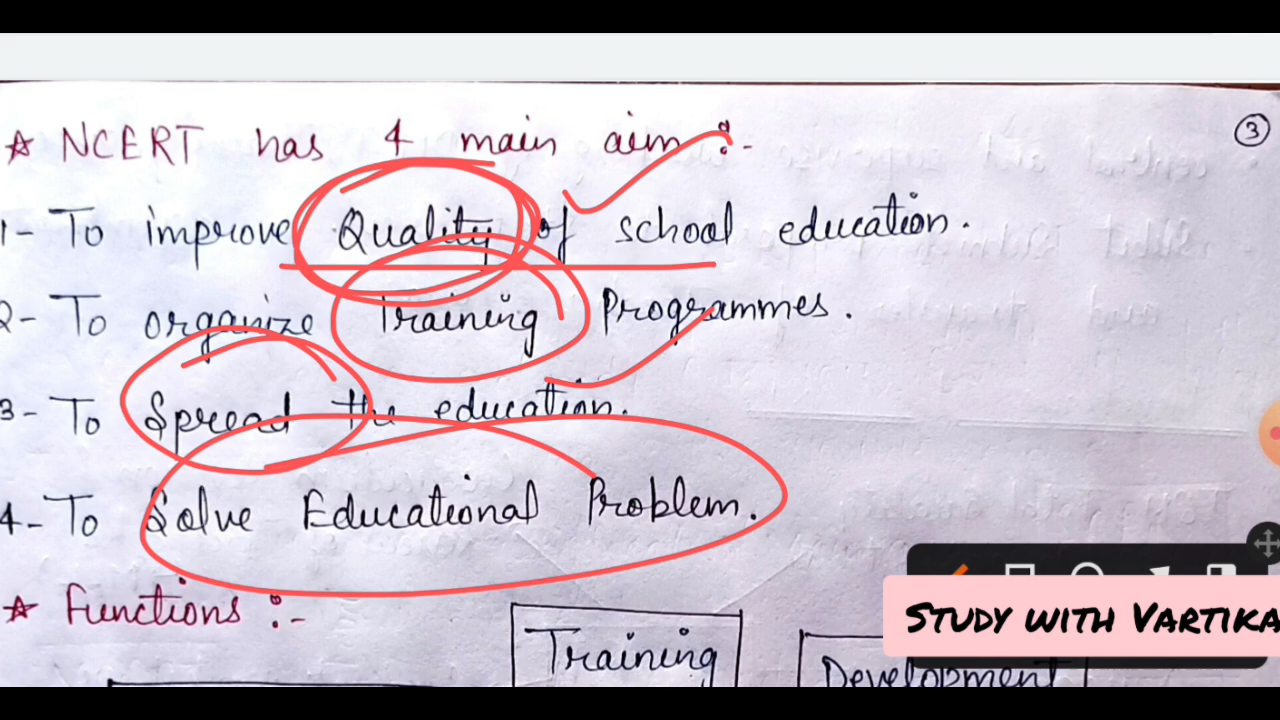 ③
☆ NCERT has 4 main aim :-
1- To improve Quality of school education.
2- To organize Training Programmes.
3- To Spread the education.
4- To Solve Educational Problem.
☆ Functions :-
Training
Development
STUDY WITH VARTIKA